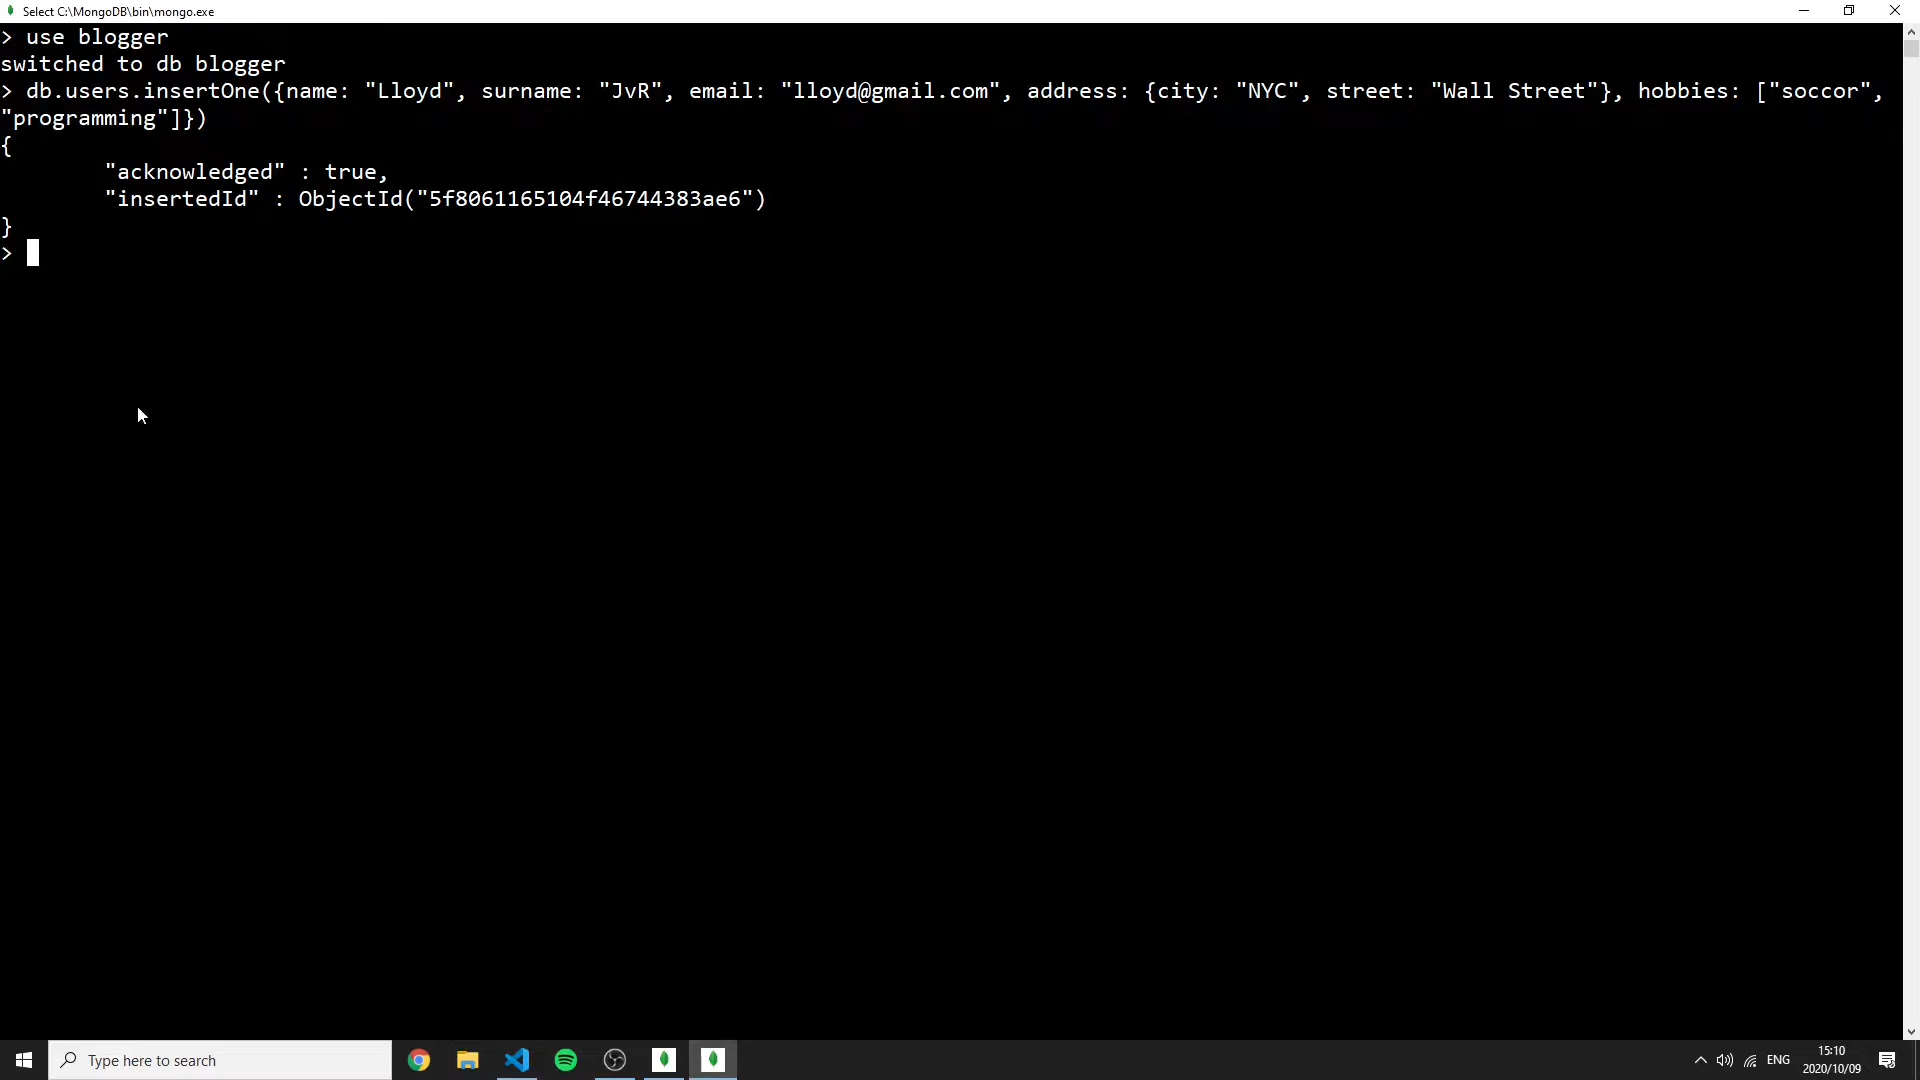 Select C:\MongoDB\bin\mongo.exe
> use blogger
switched to db blogger
> db.users.insertOne({name: "Lloyd", surname: "JvR", email: "lloyd@gmail.com", address: {city: "NYC", street: "Wall Street"}, hobbies: ["soccor",
"programming"]})
{
        "acknowledged" : true,
        "insertedId" : ObjectId("5f8061165104f46744383ae6")
}
>
Type here to search
ENG
15:10
2020/10/09